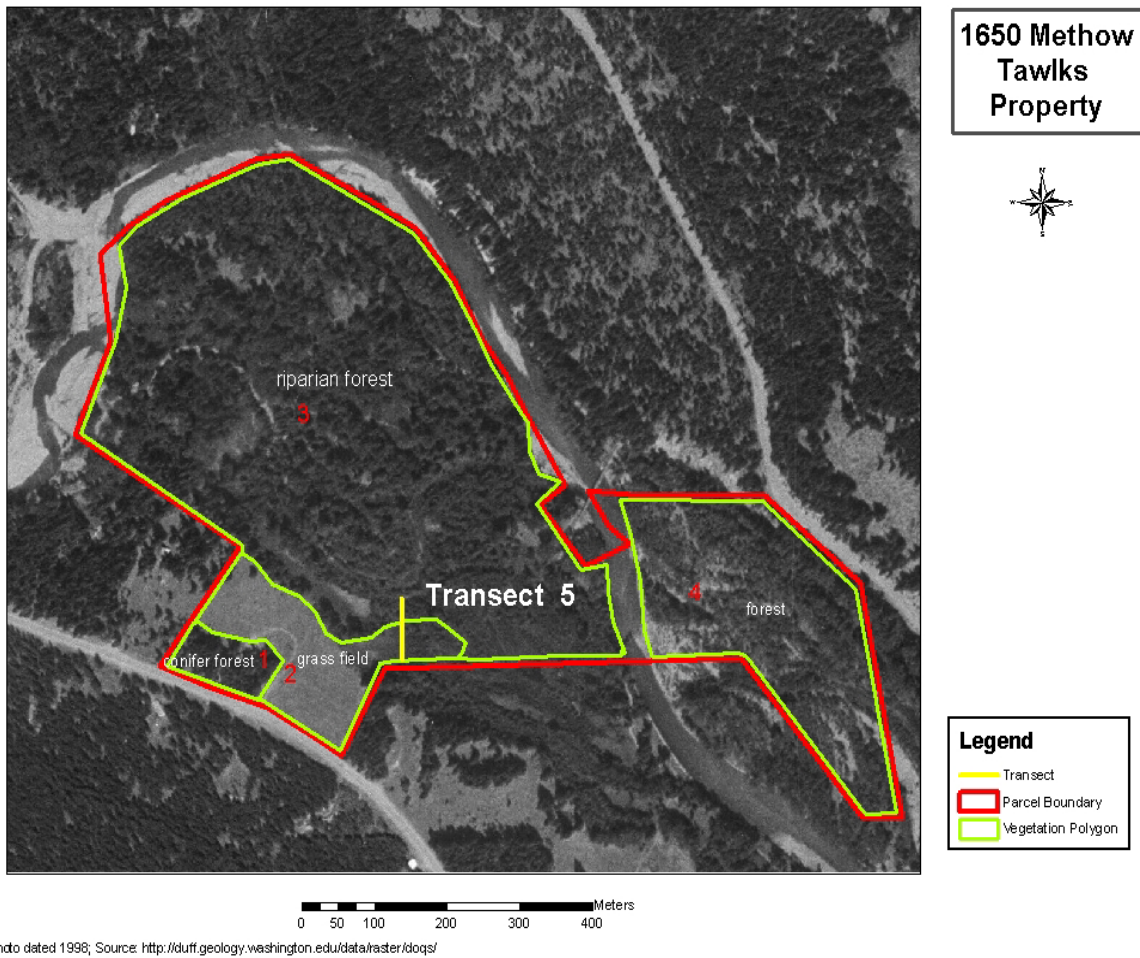 1650 Methow
Tawlks
Property
N
W E
S
riparian forest
3
Transect 5
4
forest
conifer forest 1
grass field
2
Legend
Transect
Parcel Boundary
Vegetation Polygon
Meters
0 50 100 200 300 400
dated 1998; Source: http://duff.geology.washington.edu/data/raster/doqs/